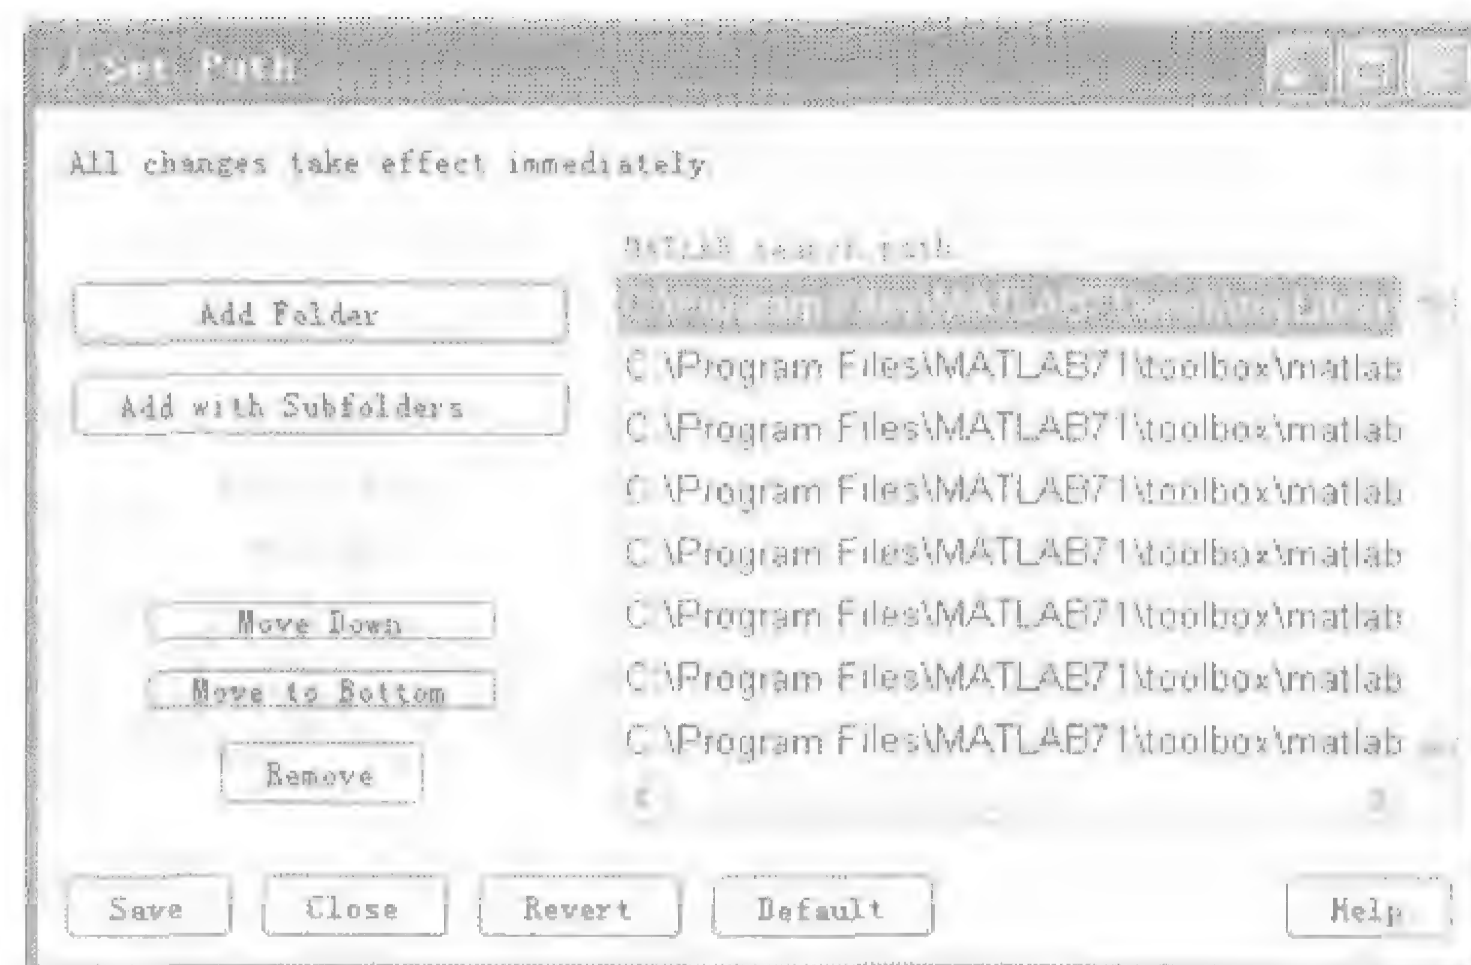 Set Path
All changes take effect immediately.
MATLAB search path
Add Folder
Add with Subfolders
Move Down
Move to Bottom
Remove
C:\Program Files\MATLAB71\toolbox\matlab
C:\Program Files\MATLAB71\toolbox\matlab
C:\Program Files\MATLAB71\toolbox\matlab
C:\Program Files\MATLAB71\toolbox\matlab
C:\Program Files\MATLAB71\toolbox\matlab
C:\Program Files\MATLAB71\toolbox\matlab
C:\Program Files\MATLAB71\toolbox\matlab
Save Close Revert Default Help